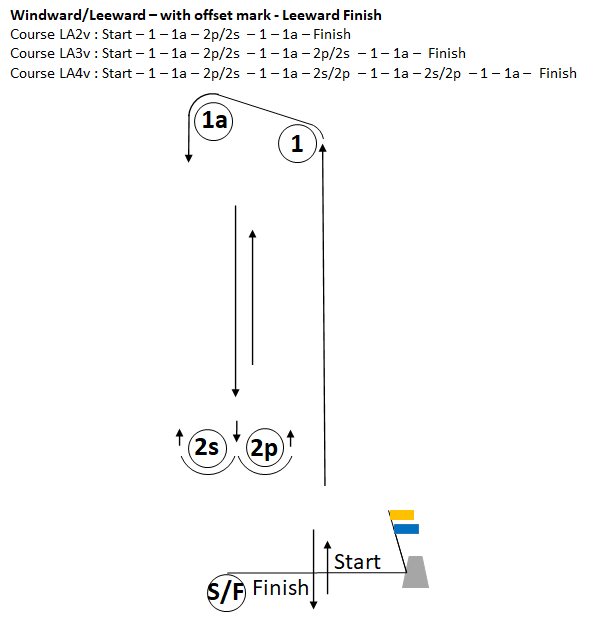 Windward/Leeward – with offset mark - Leeward Finish
Course LA2v : Start – 1 – 1a – 2p/2s – 1 – 1a – Finish
Course LA3v : Start – 1 – 1a – 2p/2s – 1 – 1a – 2p/2s – 1 – 1a – Finish
Course LA4v : Start – 1 – 1a – 2p/2s – 1 – 1a – 2s/2p – 1 – 1a – 2s/2p – 1 – 1a – Finish
1a
1
2s 2p
Start
S/F Finish